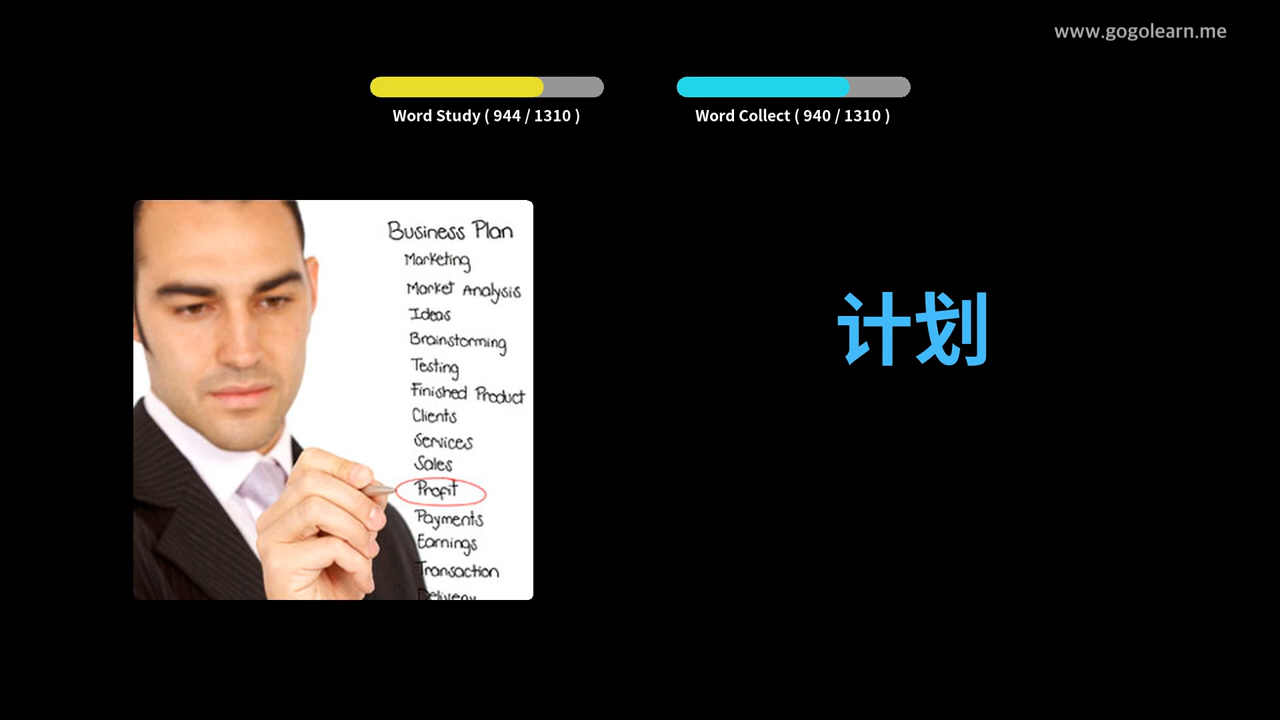 www.gogolearn.me
Word Study ( 944 / 1310 )
Word Collect ( 940 / 1310 )
Business Plan
Marketing
Market Analysis
Ideas
Brainstorming
Testing
Finished Product
Clients
Services
Sales
Profit
Payments
Earnings
Transaction
Delivery
计划